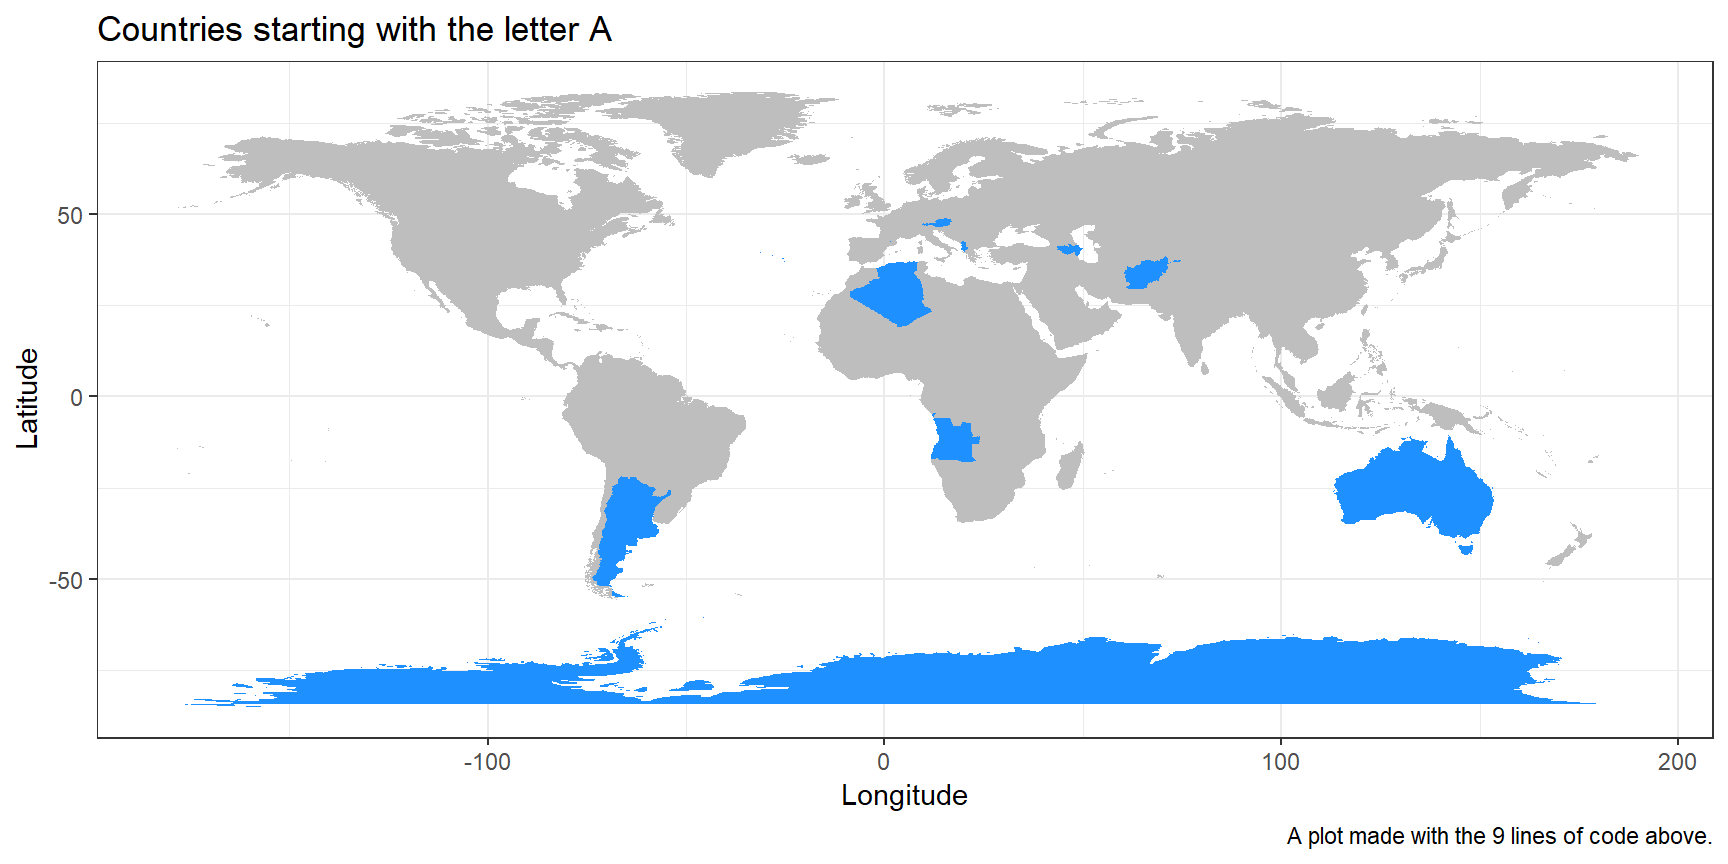 Countries starting with the letter A
Latitude
50
0
-50
-100
0
100
200
Longitude
A plot made with the 9 lines of code above.